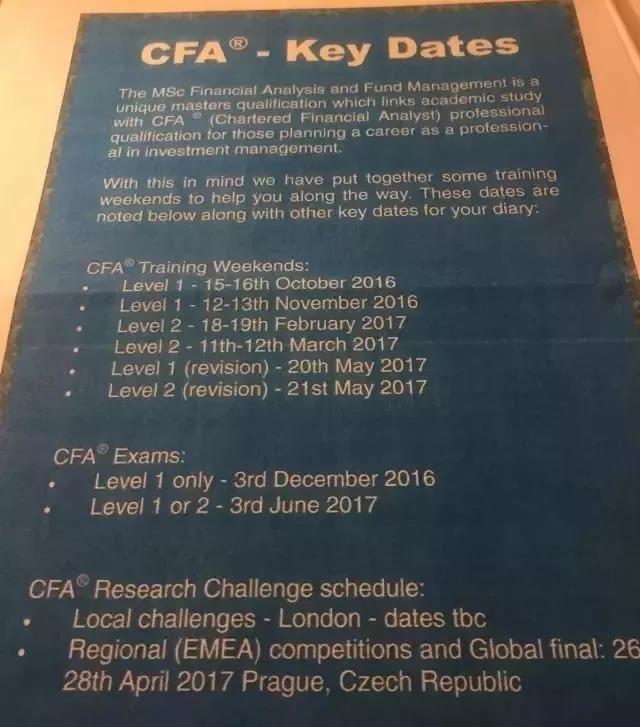 CFA® - Key Dates
The MSc Financial Analysis and Fund Management is a
unique masters qualification which links academic study
with CFA ® (Chartered Financial Analyst) professional
qualification for those planning a career as a profession-
al in investment management.
With this in mind we have put together some training
weekends to help you along the way. These dates are
noted below along with other key dates for your diary:
CFA® Training Weekends:
• Level 1 - 15-16th October 2016
• Level 1 - 12-13th November 2016
• Level 2 - 18-19th February 2017
• Level 2 - 11th-12th March 2017
• Level 1 (revision) - 20th May 2017
• Level 2 (revision) - 21st May 2017
CFA® Exams:
• Level 1 only - 3rd December 2016
• Level 1 or 2 - 3rd June 2017
CFA® Research Challenge schedule:
• Local challenges - London - dates tbc
• Regional (EMEA) competitions and Global final: 26
28th April 2017 Prague, Czech Republic